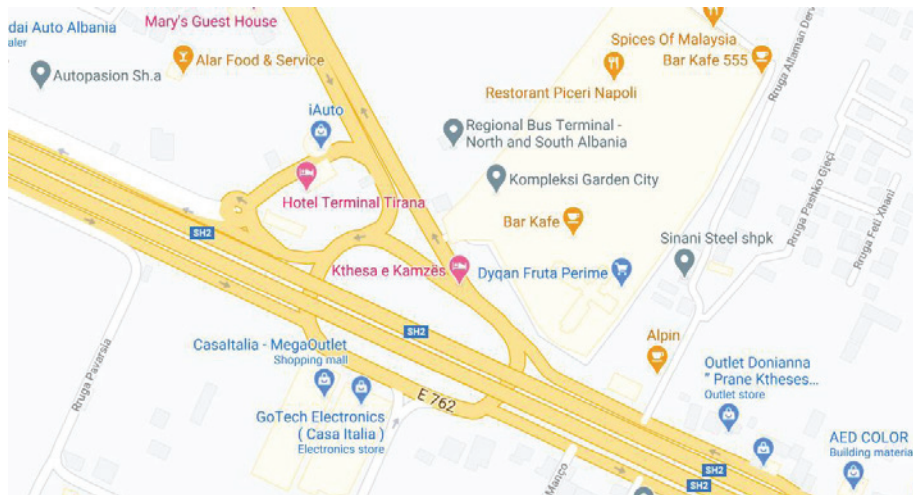 Mary's Guest House
dai Auto Albania
aler
Autopasion Sh.a
Alar Food & Service
iAuto
Spices Of Malaysia
Bar Kafe 555
Restorant Piceri Napoli
Regional Bus Terminal -
North and South Albania
Kompleksi Garden City
Hotel Terminal Tirana
Bar Kafe
SH2
Kthesa e Kamzës
Dyqan Fruta Perime
Sinani Steel shpk
Rruga Allaman Derv
Rruga Pashko Gjeçi
Rruga Feti Xhani
SH2
CasaItalia - MegaOutlet
Shopping mall
Alpin
Rruga Pavarsia
Outlet Donianna
" Prane Ktheses...
Outlet store
E 762
GoTech Electronics
( Casa Italia )
Electronics store
AED COLOR
Building materia
SH2
SH2
Manço